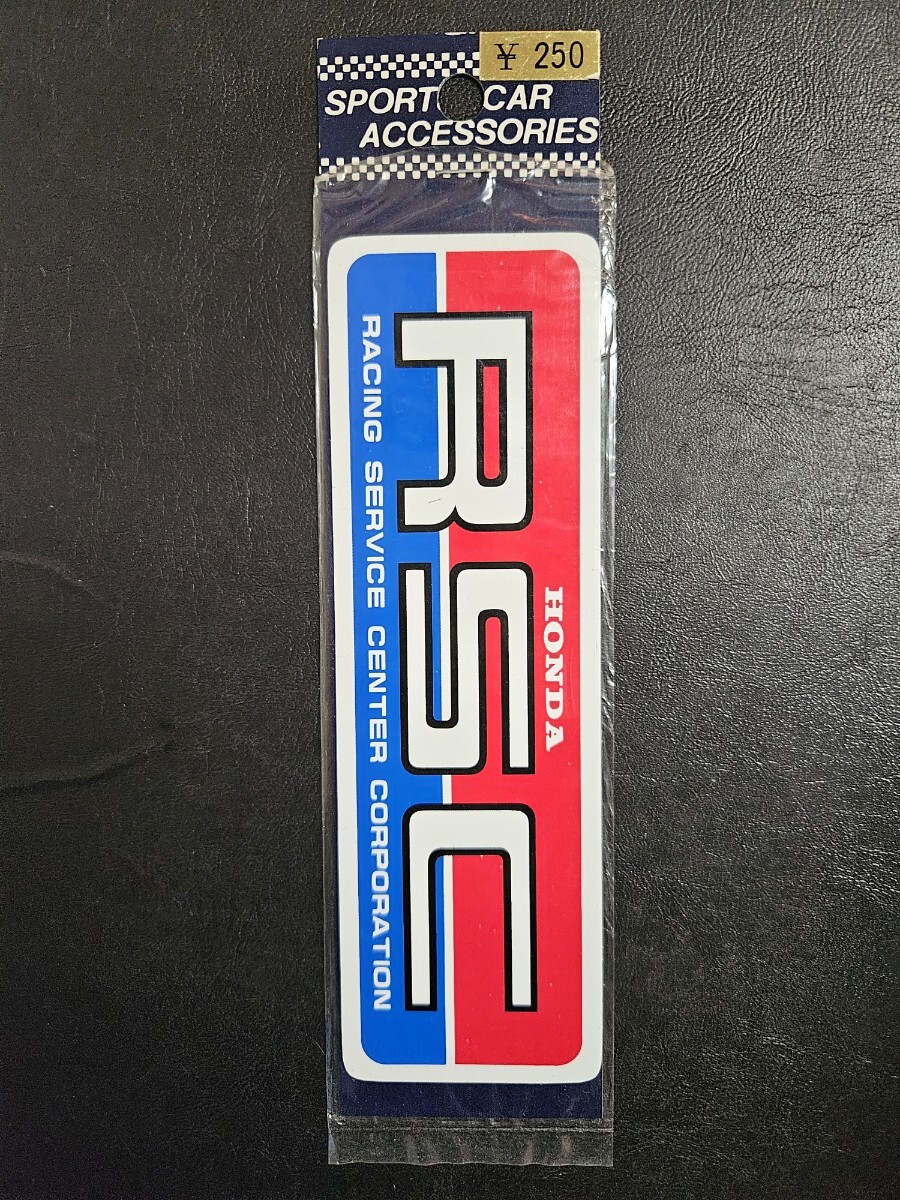 ¥ 250
SPORT CAR
ACCESSORIES
HONDA
RSC
RACING SERVICE CENTER CORPORATION